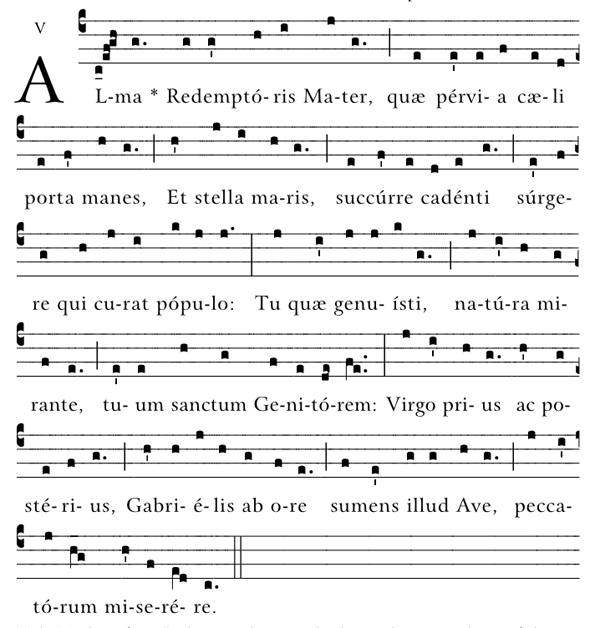 V
AL-ma * Redemptó- ris Ma-ter, quæ pérvi- a cæ- li
porta manes, Et stella ma-ris, succúrre cadénti súrge-
re qui cu-rat pópu-lo: Tu quæ genu- ísti, na-tú-ra mi-
rante, tu- um sanctum Ge-ni-tó-rem: Virgo pri- us ac po-
sté- ri- us, Gabri- é-lis ab o-re sumens illud Ave, pecca-
tó-rum mi-se-ré- re.